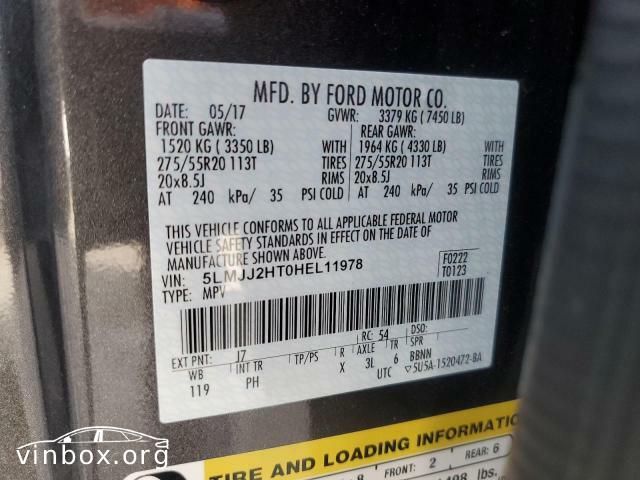 MFD. BY FORD MOTOR CO.
DATE: 05/17 GVWR: 3379 KG ( 7450 LB)
FRONT GAWR: REAR GAWR:
1520 KG ( 3350 LB) WITH 1964 KG ( 4330 LB) WITH
275/55R20 113T TIRES 275/55R20 113T TIRES
20x8.5J RIMS 20x8.5J RIMS
AT 240 kPa/ 35 PSI COLD AT 240 kPa/ 35 PSI COLD
THIS VEHICLE CONFORMS TO ALL APPLICABLE FEDERAL MOTOR
VEHICLE SAFETY STANDARDS IN EFFECT ON THE DATE OF
MANUFACTURE SHOWN ABOVE.
VIN: 5LMJJ2HT0HEL11978 F0222
TYPE: MPV T0123
EXT PNT: J7 RC: 54 DSO:
WB INT TR TP/PS R AXLE TR SPR
119 PH X 3L 6 BBNN
UTC ▽5U5A-1520472-BA
TIRE AND LOADING INFORMATION
8 FRONT: 2 REAR: 6
lbs.
vinbox.org